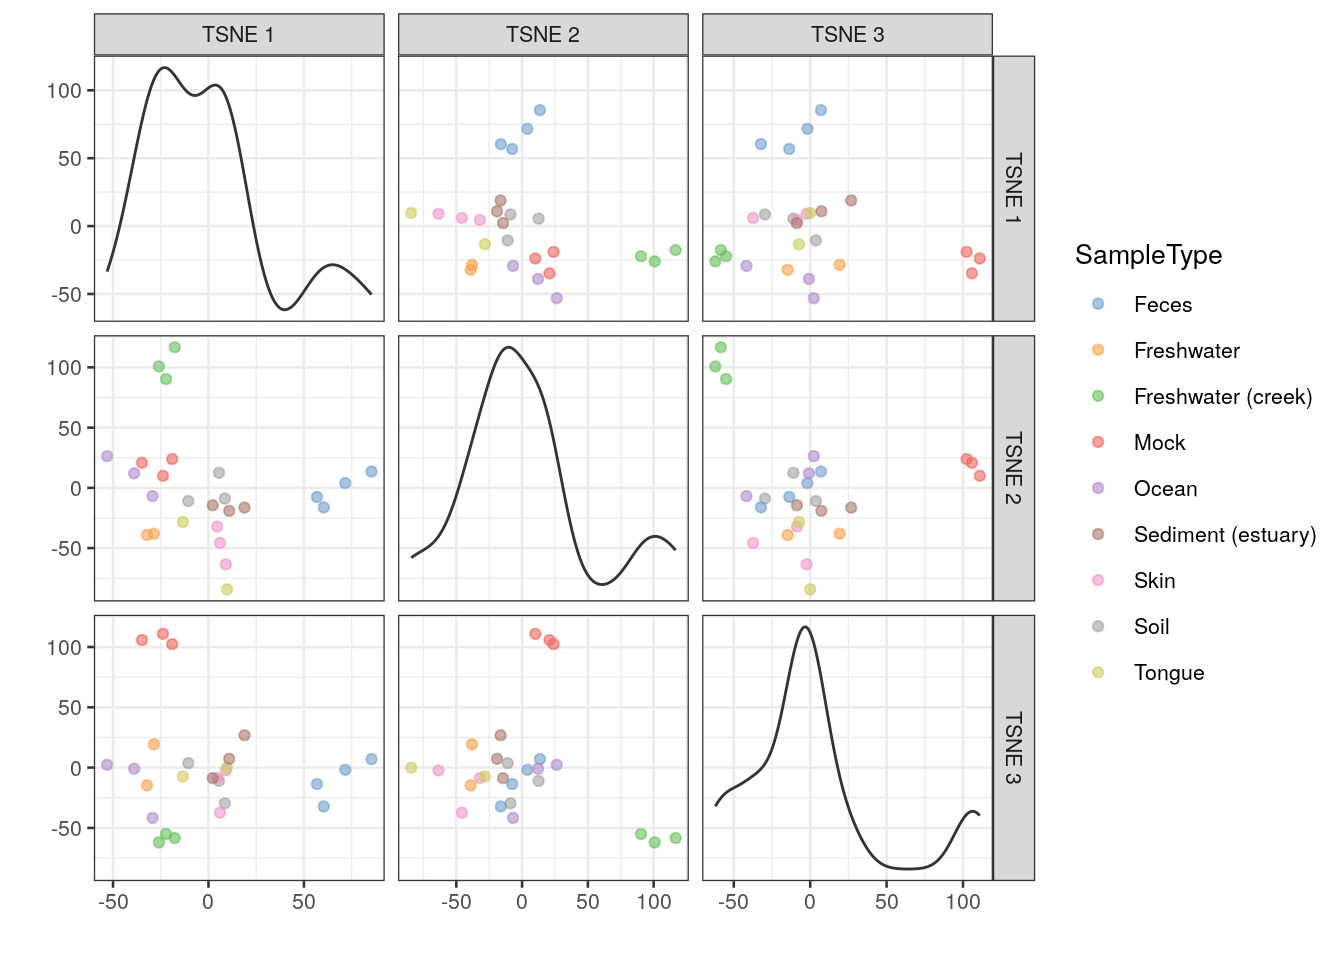 TSNE 1
TSNE 2
TSNE 3
100
50
0
-50
TSNE 1
100
50
0
-50
TSNE 2
100
50
0
-50
TSNE 3
-50
0
50
-50
0
50
100
-50
0
50
100
SampleType
Feces
Freshwater
Freshwater (creek)
Mock
Ocean
Sediment (estuary)
Skin
Soil
Tongue